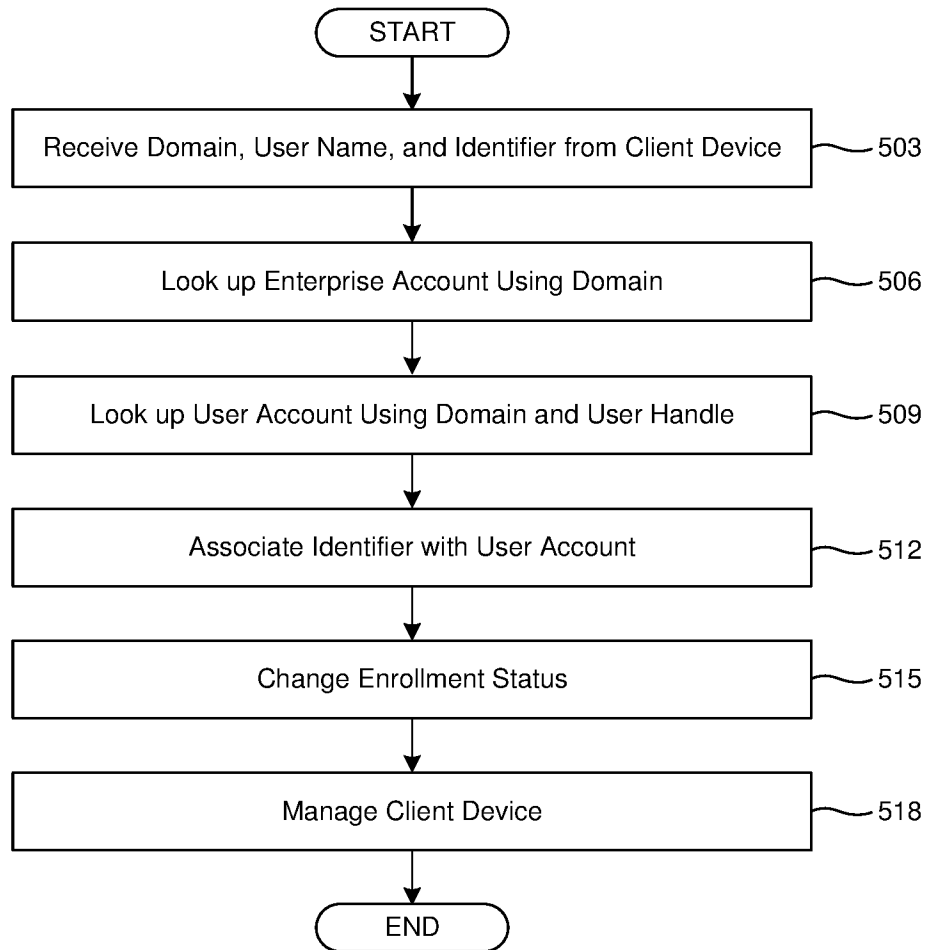 START
Receive Domain, User Name, and Identifier from Client Device
503
Look up Enterprise Account Using Domain
506
Look up User Account Using Domain and User Handle
509
Associate Identifier with User Account
512
Change Enrollment Status
515
Manage Client Device
518
END